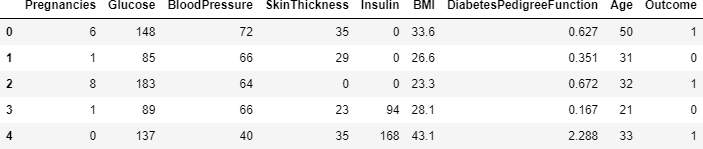 Pregnancies Glucose BloodPressure SkinThickness Insulin BMI DiabetesPedigreeFunction Age Outcome
0 6 148 72 35 0 33.6 0.627 50 1
1 1 85 66 29 0 26.6 0.351 31 0
2 8 183 64 0 0 23.3 0.672 32 1
3 1 89 66 23 94 28.1 0.167 21 0
4 0 137 40 35 168 43.1 2.288 33 1